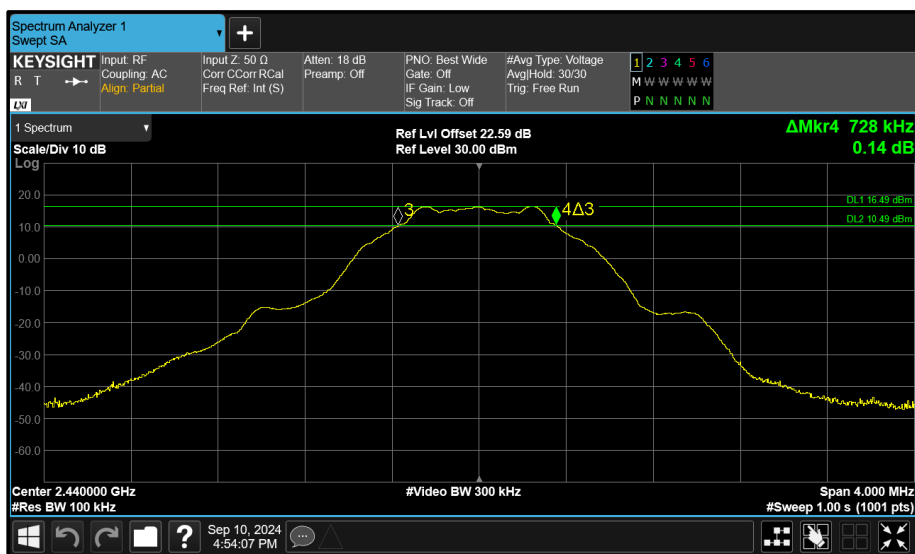 Spectrum Analyzer 1
Swept SA
+
KEYSIGHT
R T
LXI
Input: RF
Coupling: AC
Align: Partial
Input Z: 50 Ω
Corr CCorr RCal
Freq Ref: Int (S)
Atten: 18 dB
Preamp: Off
PNO: Best Wide
Gate: Off
IF Gain: Low
Sig Track: Off
#Avg Type: Voltage
Avg|Hold: 30/30
Trig: Free Run
1 2 3 4 5 6
M W W W W W
P N N N N N
1 Spectrum
Scale/Div 10 dB
Log
Ref Lvl Offset 22.59 dB
Ref Level 30.00 dBm
ΔMkr4 728 kHz
0.14 dB
20.0
10.0
0.00
-10.0
-20.0
-30.0
-40.0
-50.0
-60.0
3
4Δ3
DL1 16.49 dBm
DL2 10.49 dBm
Center 2.440000 GHz
#Res BW 100 kHz
#Video BW 300 kHz
Span 4.000 MHz
#Sweep 1.00 s (1001 pts)
?
Sep 10, 2024
4:54:07 PM